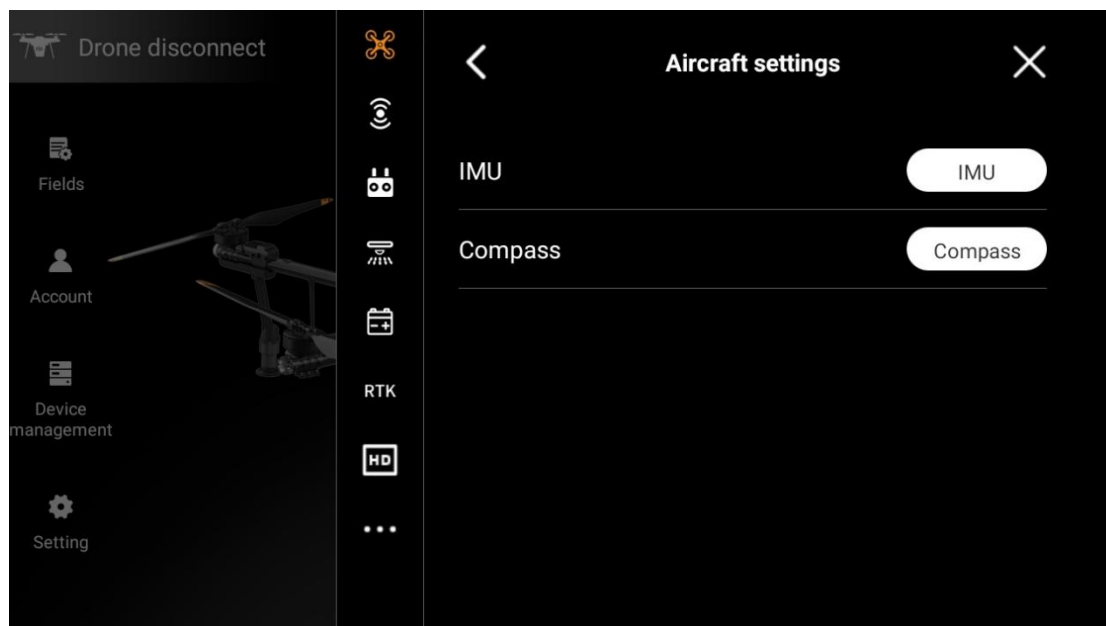 Drone disconnect
Fields
Account
Device
management
Setting
RTK
HD
Aircraft settings
IMU
IMU
Compass
Compass